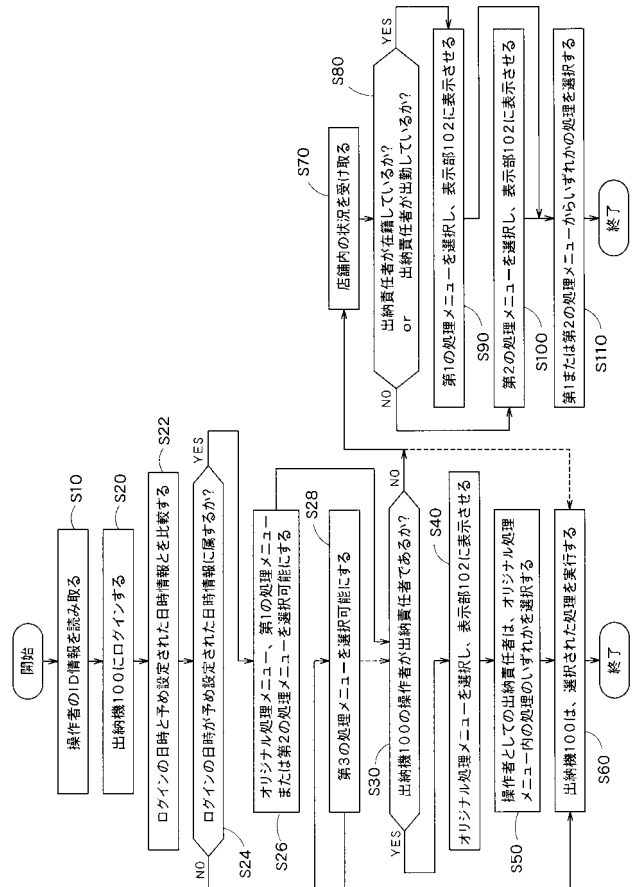 開始
操作者のID情報を読み取る
S10
出納機100にログインする
S20
ログインの日時と予め設定された日時情報とを比較する
S22
ログインの日時が予め設定された日時情報に属するか?
S24
NO
YES
オリジナル処理メニュー、第1の処理メニュー
または第2の処理メニューを選択可能にする
S26
第3の処理メニューを選択可能にする
S28
出納機100の操作者が出納責任者であるか?
S30
YES
NO
オリジナル処理メニューを選択し、表示部102に表示させる
S40
操作者としての出納責任者は、オリジナル処理
メニュー内の処理のいずれかを選択する
S50
出納機100は、選択された処理を実行する
S60
終了
店舗内の状況を受け取る
S70
出納責任者が在籍しているか?
or
出納責任者が出勤しているか?
S80
YES
NO
第1の処理メニューを選択し、表示部102に表示させる
S90
第2の処理メニューを選択し、表示部102に表示させる
S100
第1または第2の処理メニューからいずれかの処理を選択する
S110
終了